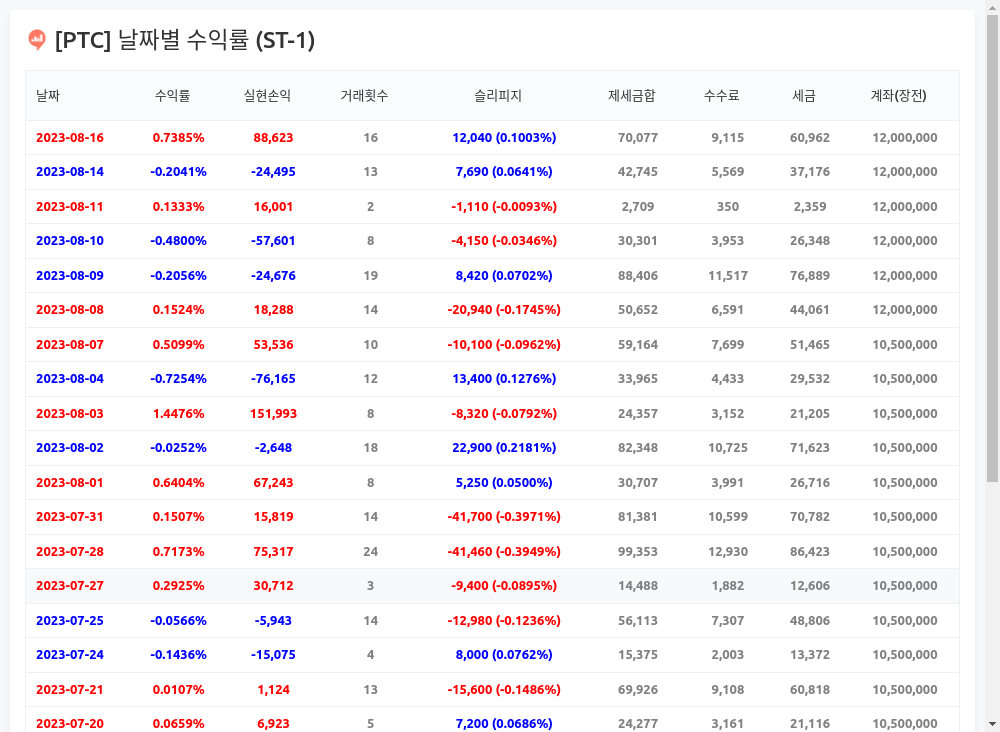 [PTC] 날짜별 수익률 (ST-1)
날짜 수익률 실현손익 거래횟수 슬리피지 제세금합 수수료 세금 계좌(장전)
2023-08-16 0.7385% 88,623 16 12,040 (0.1003%) 70,077 9,115 60,962 12,000,000
2023-08-14 -0.2041% -24,495 13 7,690 (0.0641%) 42,745 5,569 37,176 12,000,000
2023-08-11 0.1333% 16,001 2 -1,110 (-0.0093%) 2,709 350 2,359 12,000,000
2023-08-10 -0.4800% -57,601 8 -4,150 (-0.0346%) 30,301 3,953 26,348 12,000,000
2023-08-09 -0.2056% -24,676 19 8,420 (0.0702%) 88,406 11,517 76,889 12,000,000
2023-08-08 0.1524% 18,288 14 -20,940 (-0.1745%) 50,652 6,591 44,061 12,000,000
2023-08-07 0.5099% 53,536 10 -10,100 (-0.0962%) 59,164 7,699 51,465 10,500,000
2023-08-04 -0.7254% -76,165 12 13,400 (0.1276%) 33,965 4,433 29,532 10,500,000
2023-08-03 1.4476% 151,993 8 -8,320 (-0.0792%) 24,357 3,152 21,205 10,500,000
2023-08-02 -0.0252% -2,648 18 22,900 (0.2181%) 82,348 10,725 71,623 10,500,000
2023-08-01 0.6404% 67,243 8 5,250 (0.0500%) 30,707 3,991 26,716 10,500,000
2023-07-31 0.1507% 15,819 14 -41,700 (-0.3971%) 81,381 10,599 70,782 10,500,000
2023-07-28 0.7173% 75,317 24 -41,460 (-0.3949%) 99,353 12,930 86,423 10,500,000
2023-07-27 0.2925% 30,712 3 -9,400 (-0.0895%) 14,488 1,882 12,606 10,500,000
2023-07-25 -0.0566% -5,943 14 -12,980 (-0.1236%) 56,113 7,307 48,806 10,500,000
2023-07-24 -0.1436% -15,075 4 8,000 (0.0762%) 15,375 2,003 13,372 10,500,000
2023-07-21 0.0107% 1,124 13 -15,600 (-0.1486%) 69,926 9,108 60,818 10,500,000
2023-07-20 0.0659% 6,923 5 7,200 (0.0686%) 24,277 3,161 21,116 10,500,000